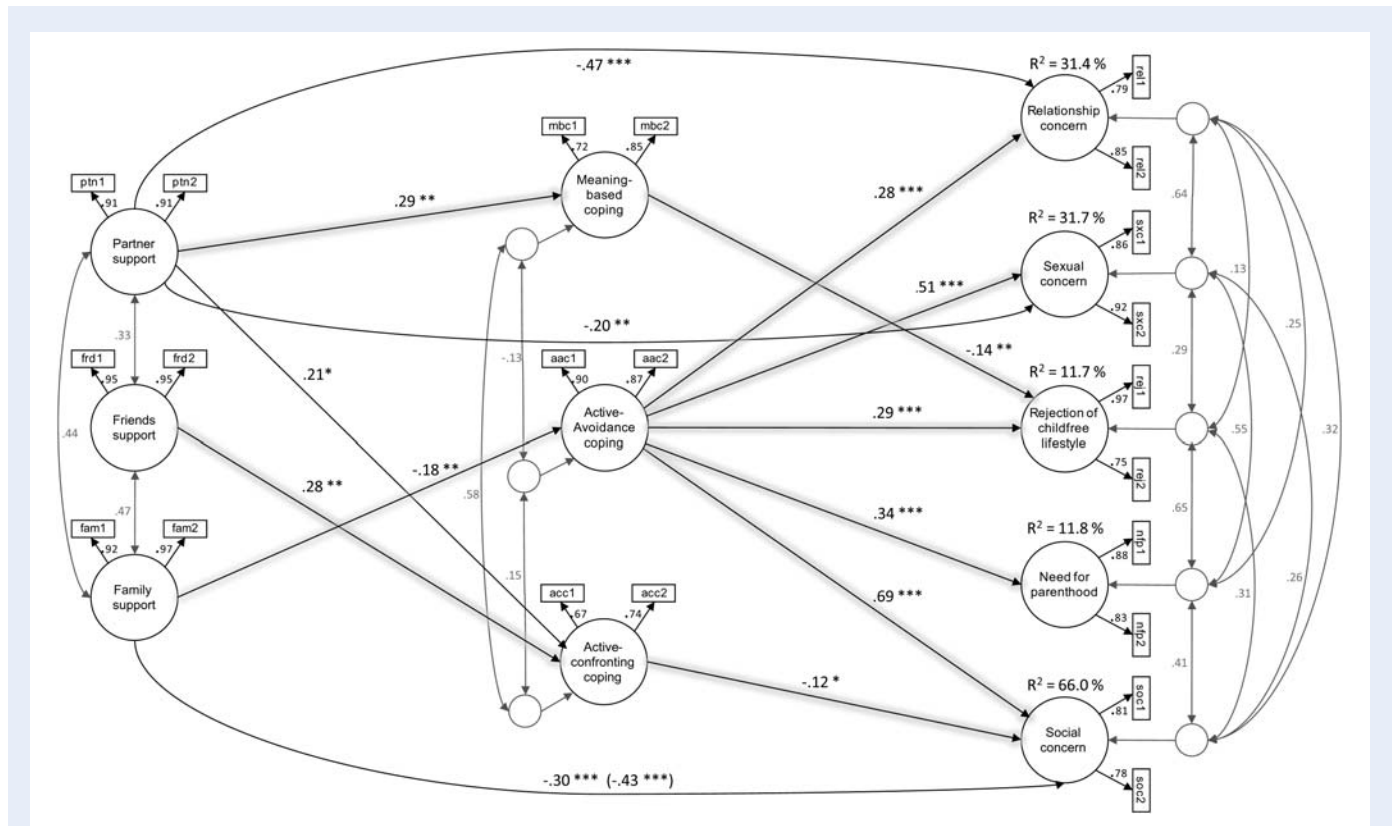 -.47 ***
R² = 31.4 %
rel1
.79
Relationship
concern
.85
rel2
mbc1
mbc2
.72
.85
Meaning-
based
coping
ptn1
ptn2
.91
.91
Partner
support
.29 **
.28 ***
.64
R² = 31.7 %
sxc1
.86
Sexual
concern
.92
sxc2
.13
.51 ***
-.20 **
.25
.33
-.13
.29
frd1
frd2
.95
.95
Friends
support
.21*
aac1
aac2
.90
.87
Active-
Avoidance
coping
-.14 **
R² = 11.7 %
rej1
.97
Rejection of
childfree
lifestyle
.75
rej2
.29 ***
.44
.55
.32
-.18 **
.28 **
.58
.47
.65
fam1
fam2
.92
.97
Family
support
.34 ***
R² = 11.8 %
nfp1
.88
Need for
parenthood
.83
nfp2
.15
.26
.31
.69 ***
acc1
acc2
.67
.74
Active-
confronting
coping
.41
-.12 *
R² = 66.0 %
soc1
.81
Social
concern
.78
soc2
-.30 *** (-.43 ***)